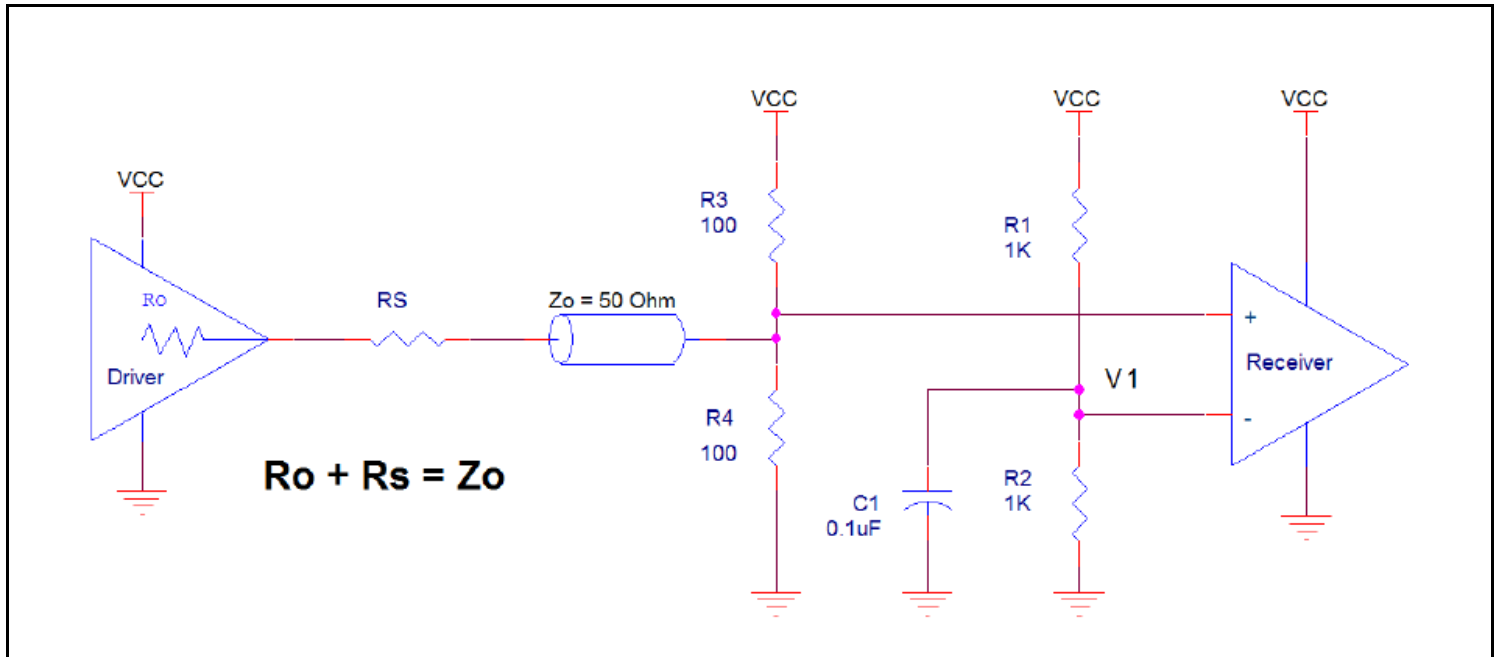 VCC
VCC
VCC
VCC
R3
100
R1
1K
Ro
RS
Zo = 50 Ohm
+
Receiver
Driver
V1
-
R4
100
Ro + Rs = Zo
R2
1K
C1
0.1uF